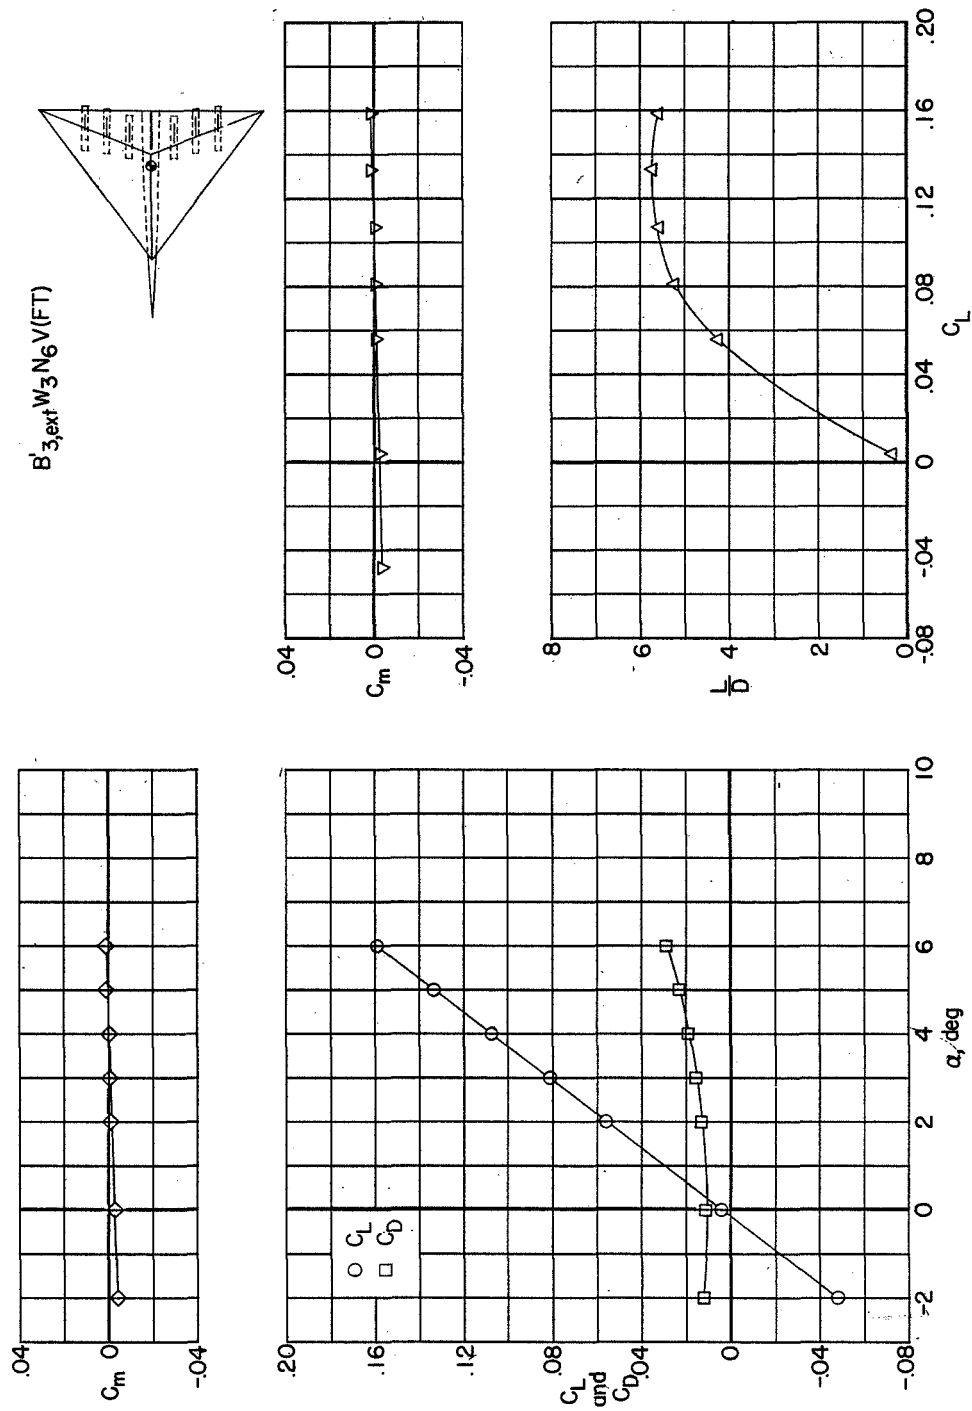 B'3,ext W3 N6 V(FT)
.04
0
-.04
Cm
.20
.16
.12
.08
.04
0
-.04
-.08
CL
and
CD
○ CL
□ CD
-2
0
2
4
6
8
10
α, deg
.04
0
-.04
Cm
8
6
4
2
0
L
D
-.08
-.04
0
.04
.08
.12
.16
.20
CL